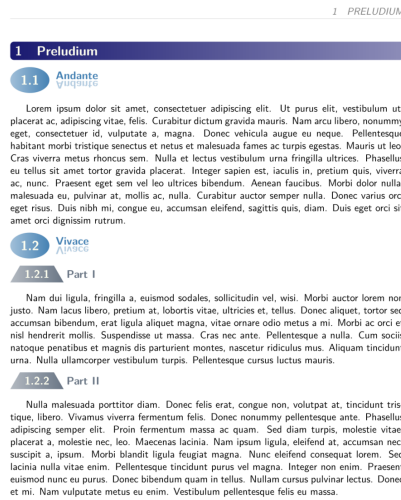 1 PRELUDIUM
1 Preludium
1.1 Andante
Lorem ipsum dolor sit amet, consectetuer adipiscing elit. Ut purus elit, vestibulum ut,
placerat ac, adipiscing vitae, felis. Curabitur dictum gravida mauris. Nam arcu libero, nonummy
eget, consectetuer id, vulputate a, magna. Donec vehicula augue eu neque. Pellentesque
habitant morbi tristique senectus et netus et malesuada fames ac turpis egestas. Mauris ut leo.
Cras viverra metus rhoncus sem. Nulla et lectus vestibulum urna fringilla ultrices. Phasellus
eu tellus sit amet tortor gravida placerat. Integer sapien est, iaculis in, pretium quis, viverra
ac, nunc. Praesent eget sem vel leo ultrices bibendum. Aenean faucibus. Morbi dolor nulla,
malesuada eu, pulvinar at, mollis ac, nulla. Curabitur auctor semper nulla. Donec varius orci
eget risus. Duis nibh mi, congue eu, accumsan eleifend, sagittis quis, diam. Duis eget orci sit
amet orci dignissim rutrum.
1.2 Vivace
1.2.1 Part I
Nam dui ligula, fringilla a, euismod sodales, sollicitudin vel, wisi. Morbi auctor lorem non
justo. Nam lacus libero, pretium at, lobortis vitae, ultricies et, tellus. Donec aliquet, tortor sed
accumsan bibendum, erat ligula aliquet magna, vitae ornare odio metus a mi. Morbi ac orci et
nisl hendrerit mollis. Suspendisse ut massa. Cras nec ante. Pellentesque a nulla. Cum sociis
natoque penatibus et magnis dis parturient montes, nascetur ridiculus mus. Aliquam tincidunt
urna. Nulla ullamcorper vestibulum turpis. Pellentesque cursus luctus mauris.
1.2.2 Part II
Nulla malesuada porttitor diam. Donec felis erat, congue non, volutpat at, tincidunt tris-
tique, libero. Vivamus viverra fermentum felis. Donec nonummy pellentesque ante. Phasellus
adipiscing semper elit. Proin fermentum massa ac quam. Sed diam turpis, molestie vitae,
placerat a, molestie nec, leo. Maecenas lacinia. Nam ipsum ligula, eleifend at, accumsan nec,
suscipit a, ipsum. Morbi blandit ligula feugiat magna. Nunc eleifend consequat lorem. Sed
lacinia nulla vitae enim. Pellentesque tincidunt purus vel magna. Integer non enim. Praesent
euismod nunc eu purus. Donec bibendum quam in tellus. Nullam cursus pulvinar lectus. Donec
et mi. Nam vulputate metus eu enim. Vestibulum pellentesque felis eu massa.